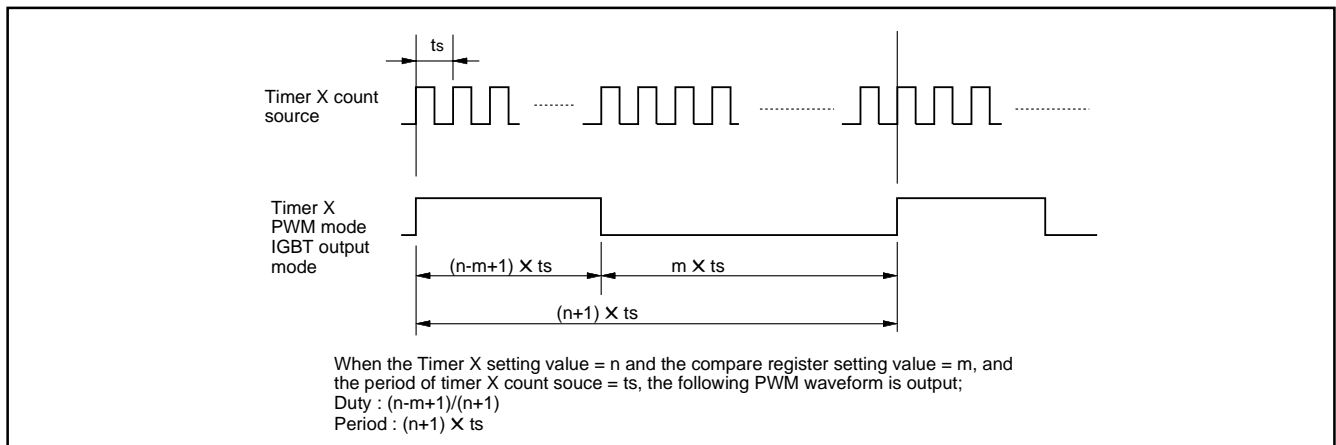 ts
Timer X count
source
Timer X
PWM mode
IGBT output
mode
(n-m+1) ✕ ts
m ✕ ts
(n+1) ✕ ts
When the Timer X setting value = n and the compare register setting value = m, and
the period of timer X count souce = ts, the following PWM waveform is output;
Duty : (n-m+1)/(n+1)
Period : (n+1) ✕ ts